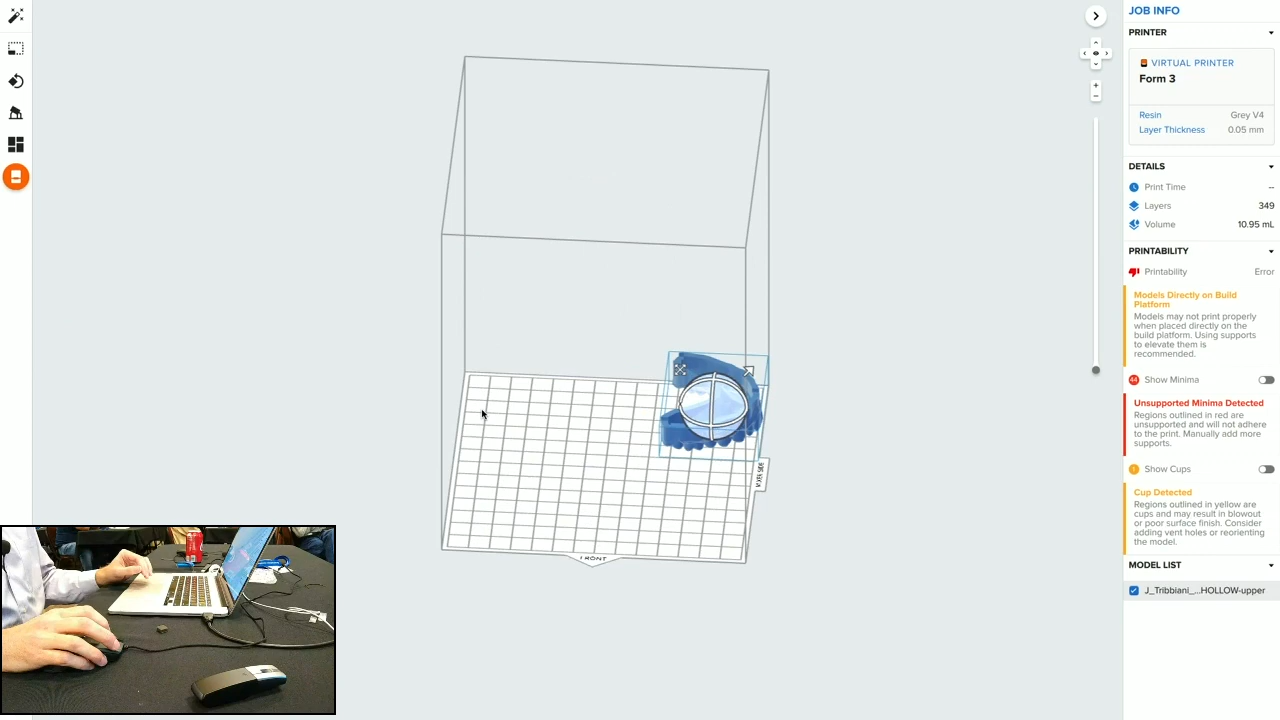 JOB INFO
PRINTER
VIRTUAL PRINTER
Form 3
Resin Grey V4
Layer Thickness 0.05 mm
DETAILS
Print Time --
Layers 349
Volume 10.95 mL
PRINTABILITY
Printability Error
Models Directly on Build
Platform
Models may not print properly
when placed directly on the
build platform. Using supports
to elevate them is
recommended.
44 Show Minima
Unsupported Minima Detected
Regions outlined in red are
unsupported and will not adhere
to the print. Manually add more
supports.
1 Show Cups
Cup Detected
Regions outlined in yellow are
cups and may result in blowout
or poor surface finish. Consider
adding vent holes or reorienting
the model.
MODEL LIST
J_Tribbiani_...HOLLOW-upper
MIXER SIDE
FRONT